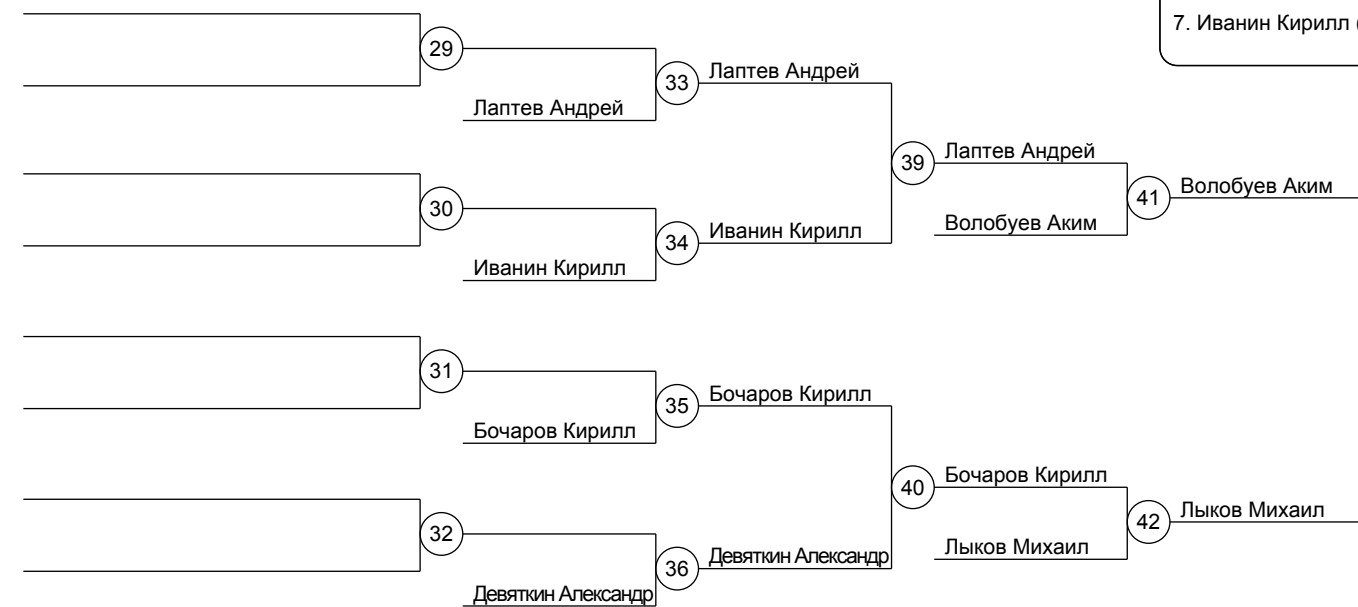 7. Иванин Кирилл (
29
33 Лаптев Андрей
Лаптев Андрей
39 Лаптев Андрей
41 Волобуев Аким
30
34 Иванин Кирилл
Волобуев Аким
Иванин Кирилл
31
35 Бочаров Кирилл
Бочаров Кирилл
40 Бочаров Кирилл
42 Лыков Михаил
32
36 Девяткин Александр
Лыков Михаил
Девяткин Александр